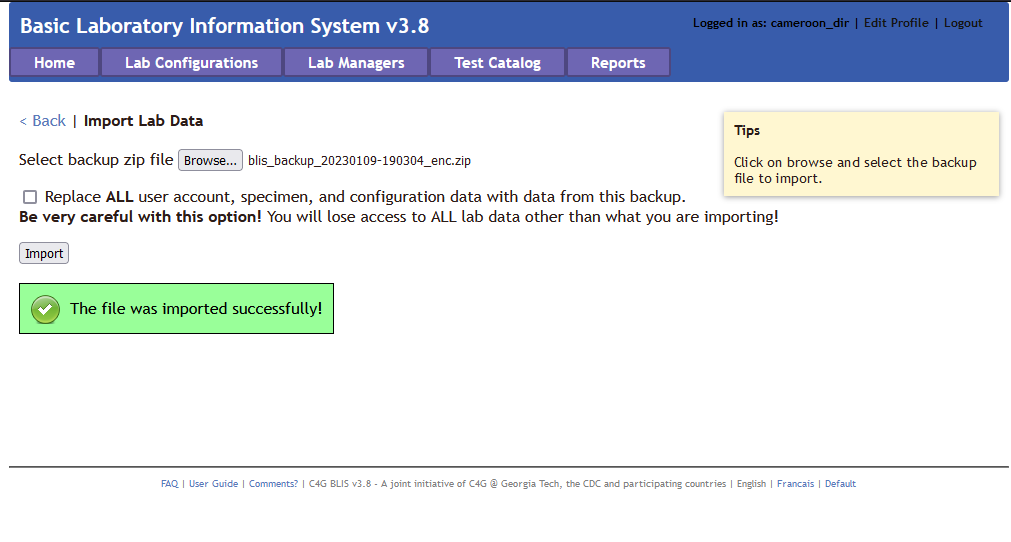 Basic Laboratory Information System v3.8
Logged in as: cameroon_dir | Edit Profile | Logout
Home
Lab Configurations
Lab Managers
Test Catalog
Reports
< Back | Import Lab Data
Tips
Click on browse and select the backup
file to import.
Select backup zip file Browse... blis_backup_20230109-190304_enc.zip
Replace ALL user account, specimen, and configuration data with data from this backup.
Be very careful with this option! You will lose access to ALL lab data other than what you are importing!
Import
The file was imported successfully!
FAQ | User Guide | Comments? | C4G BLIS v3.8 - A joint initiative of C4G @ Georgia Tech, the CDC and participating countries | English | Francais | Default